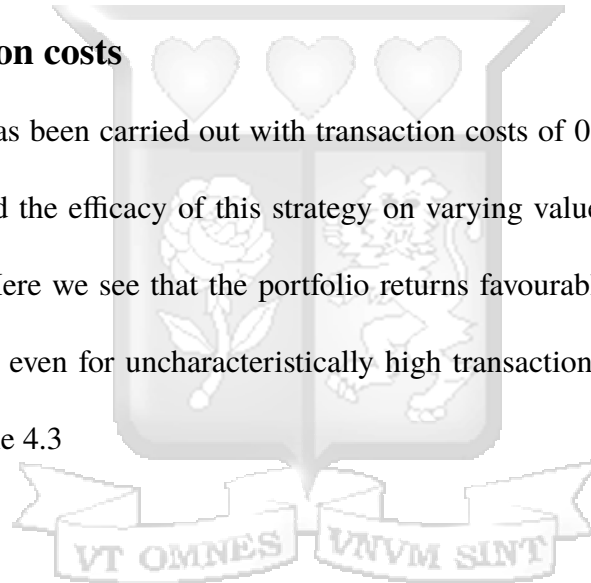 on costs
as been carried out with transaction costs of 0
d the efficacy of this strategy on varying value
Here we see that the portfolio returns favourabl
even for uncharacteristically high transaction
e 4.3
VT OMNES VNVM SINT